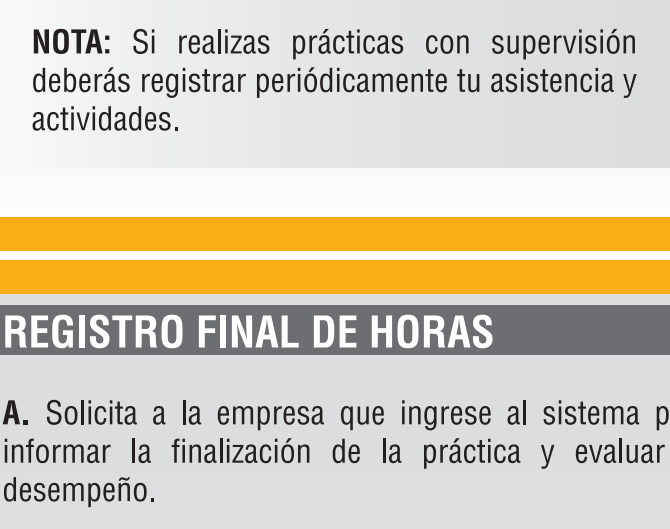 NOTA: Si realizas prácticas con supervisión
deberás registrar periódicamente tu asistencia y
actividades.
REGISTRO FINAL DE HORAS
A. Solicita a la empresa que ingrese al sistema
informar la finalización de la práctica y evaluar
desempeño.